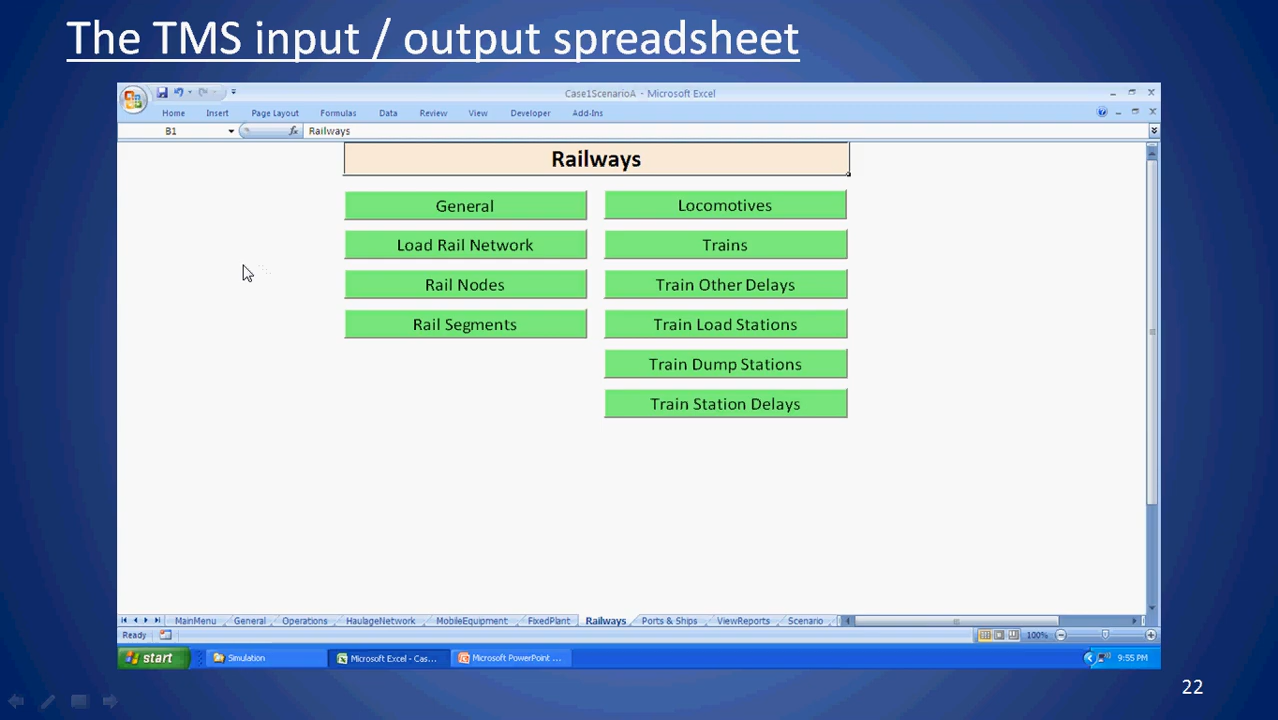 The TMS input / output spreadsheet
Case1ScenarioA - Microsoft Excel
Home Insert Page Layout Formulas Data Review View Developer Add-Ins
B1 fx Railways
Railways
General Locomotives
Load Rail Network Trains
Rail Nodes Train Other Delays
Rail Segments Train Load Stations
Train Dump Stations
Train Station Delays
MainMenu General Operations HaulageNetwork MobileEquipment FixedPlant Railways Ports & Ships ViewReports Scenario
Ready 100%
start Simulation Microsoft Excel - Cas... Microsoft PowerPoint ... 9:55 PM
22